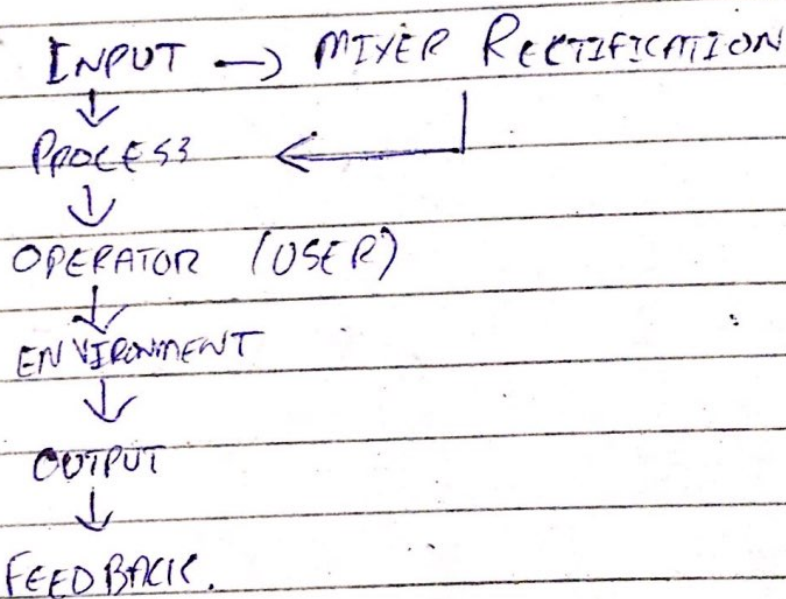 INPUT → MIXER RECTIFICATION
PROCESS
OPERATOR (USER)
ENVIRONMENT
OUTPUT
FEEDBACK.